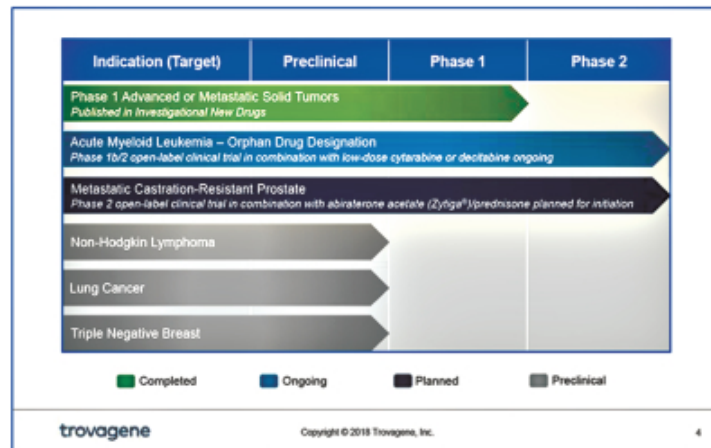 Indication (Target) Preclinical Phase 1 Phase 2
Phase 1 Advanced or Metastatic Solid Tumors
Published in Investigational New Drugs
Acute Myeloid Leukemia – Orphan Drug Designation
Phase 1b/2 open-label clinical trial in combination with low-dose cytarabine or decitabine ongoing
Metastatic Castration-Resistant Prostate
Phase 2 open-label clinical trial in combination with abiraterone acetate (Zytiga®)/prednisone planned for initiation
Non-Hodgkin Lymphoma
Lung Cancer
Triple Negative Breast
Completed Ongoing Planned Preclinical
trovagene Copyright © 2018 Trovagene, Inc. 4